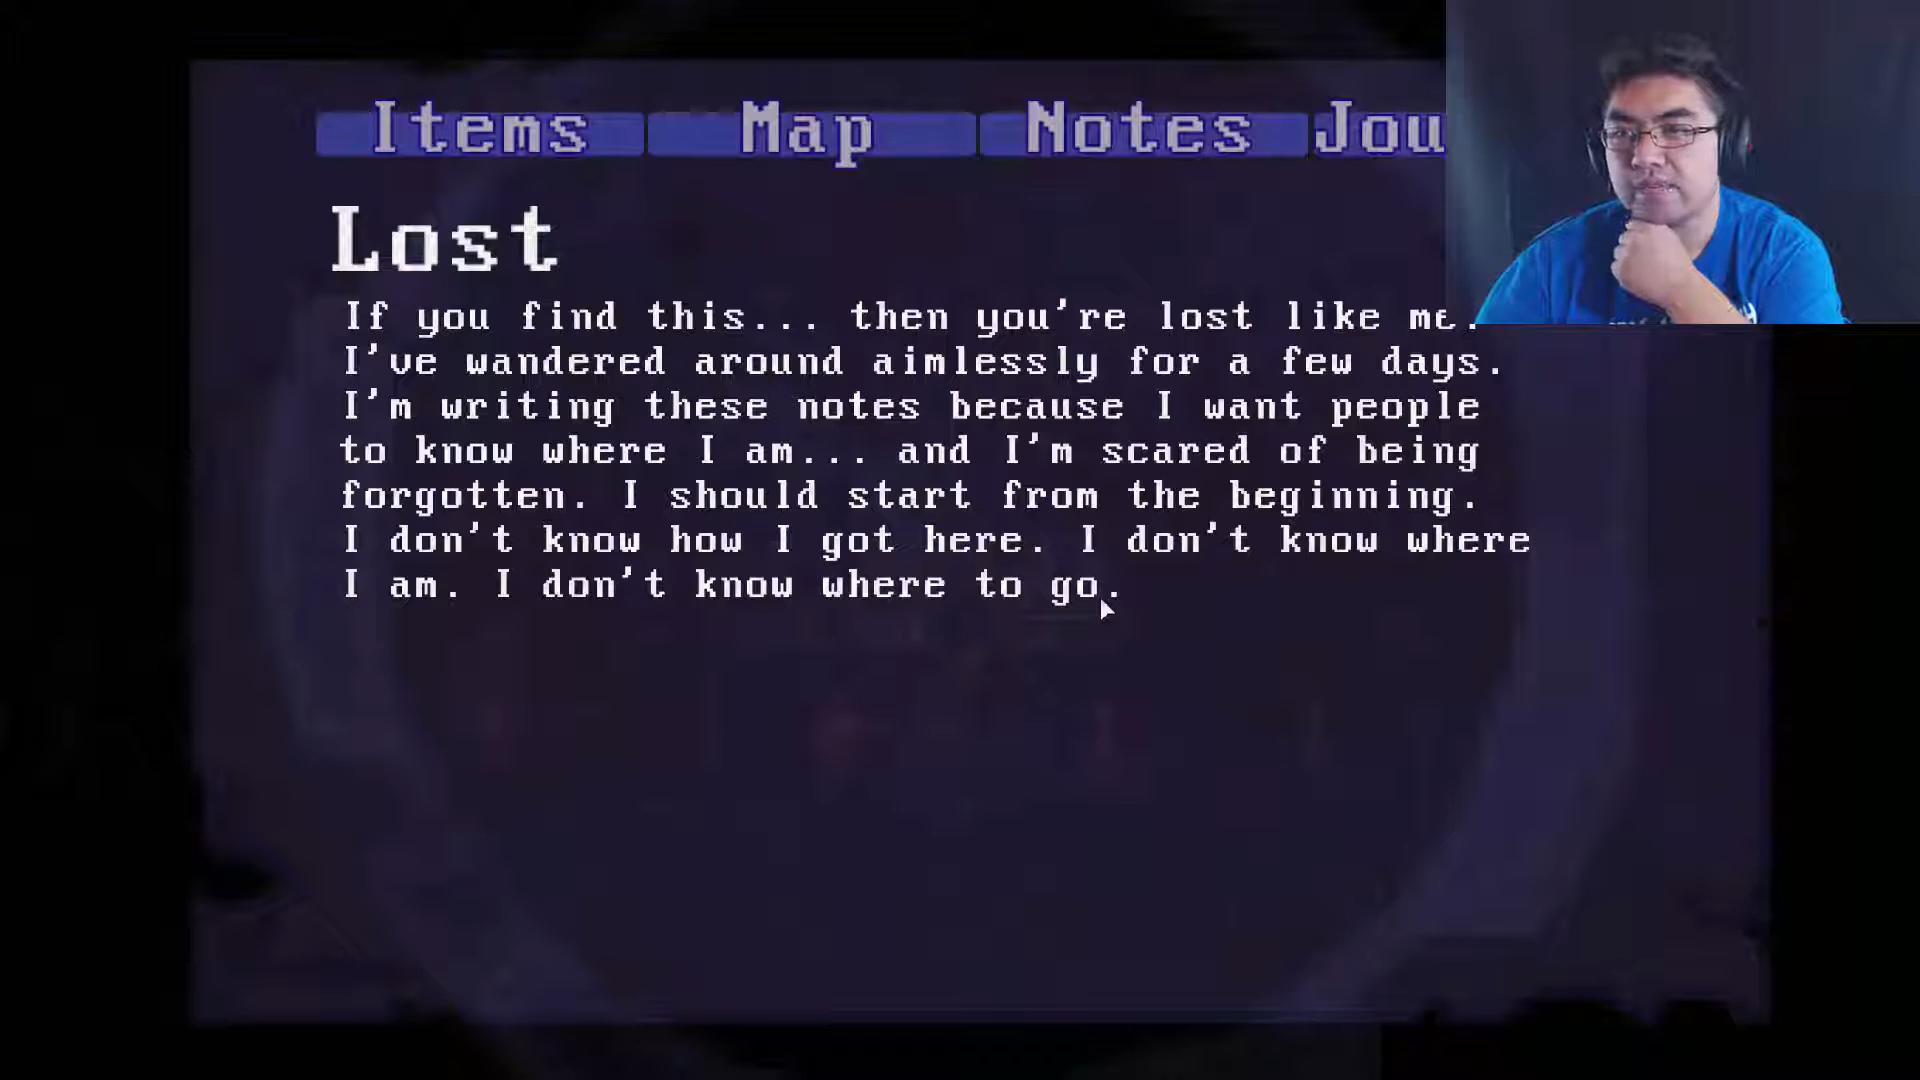 Items Map Notes Jou
Lost
If you find this... then you're lost like me.
I've wandered around aimlessly for a few days.
I'm writing these notes because I want people
to know where I am... and I'm scared of being
forgotten. I should start from the beginning.
I don't know how I got here. I don't know where
I am. I don't know where to go.